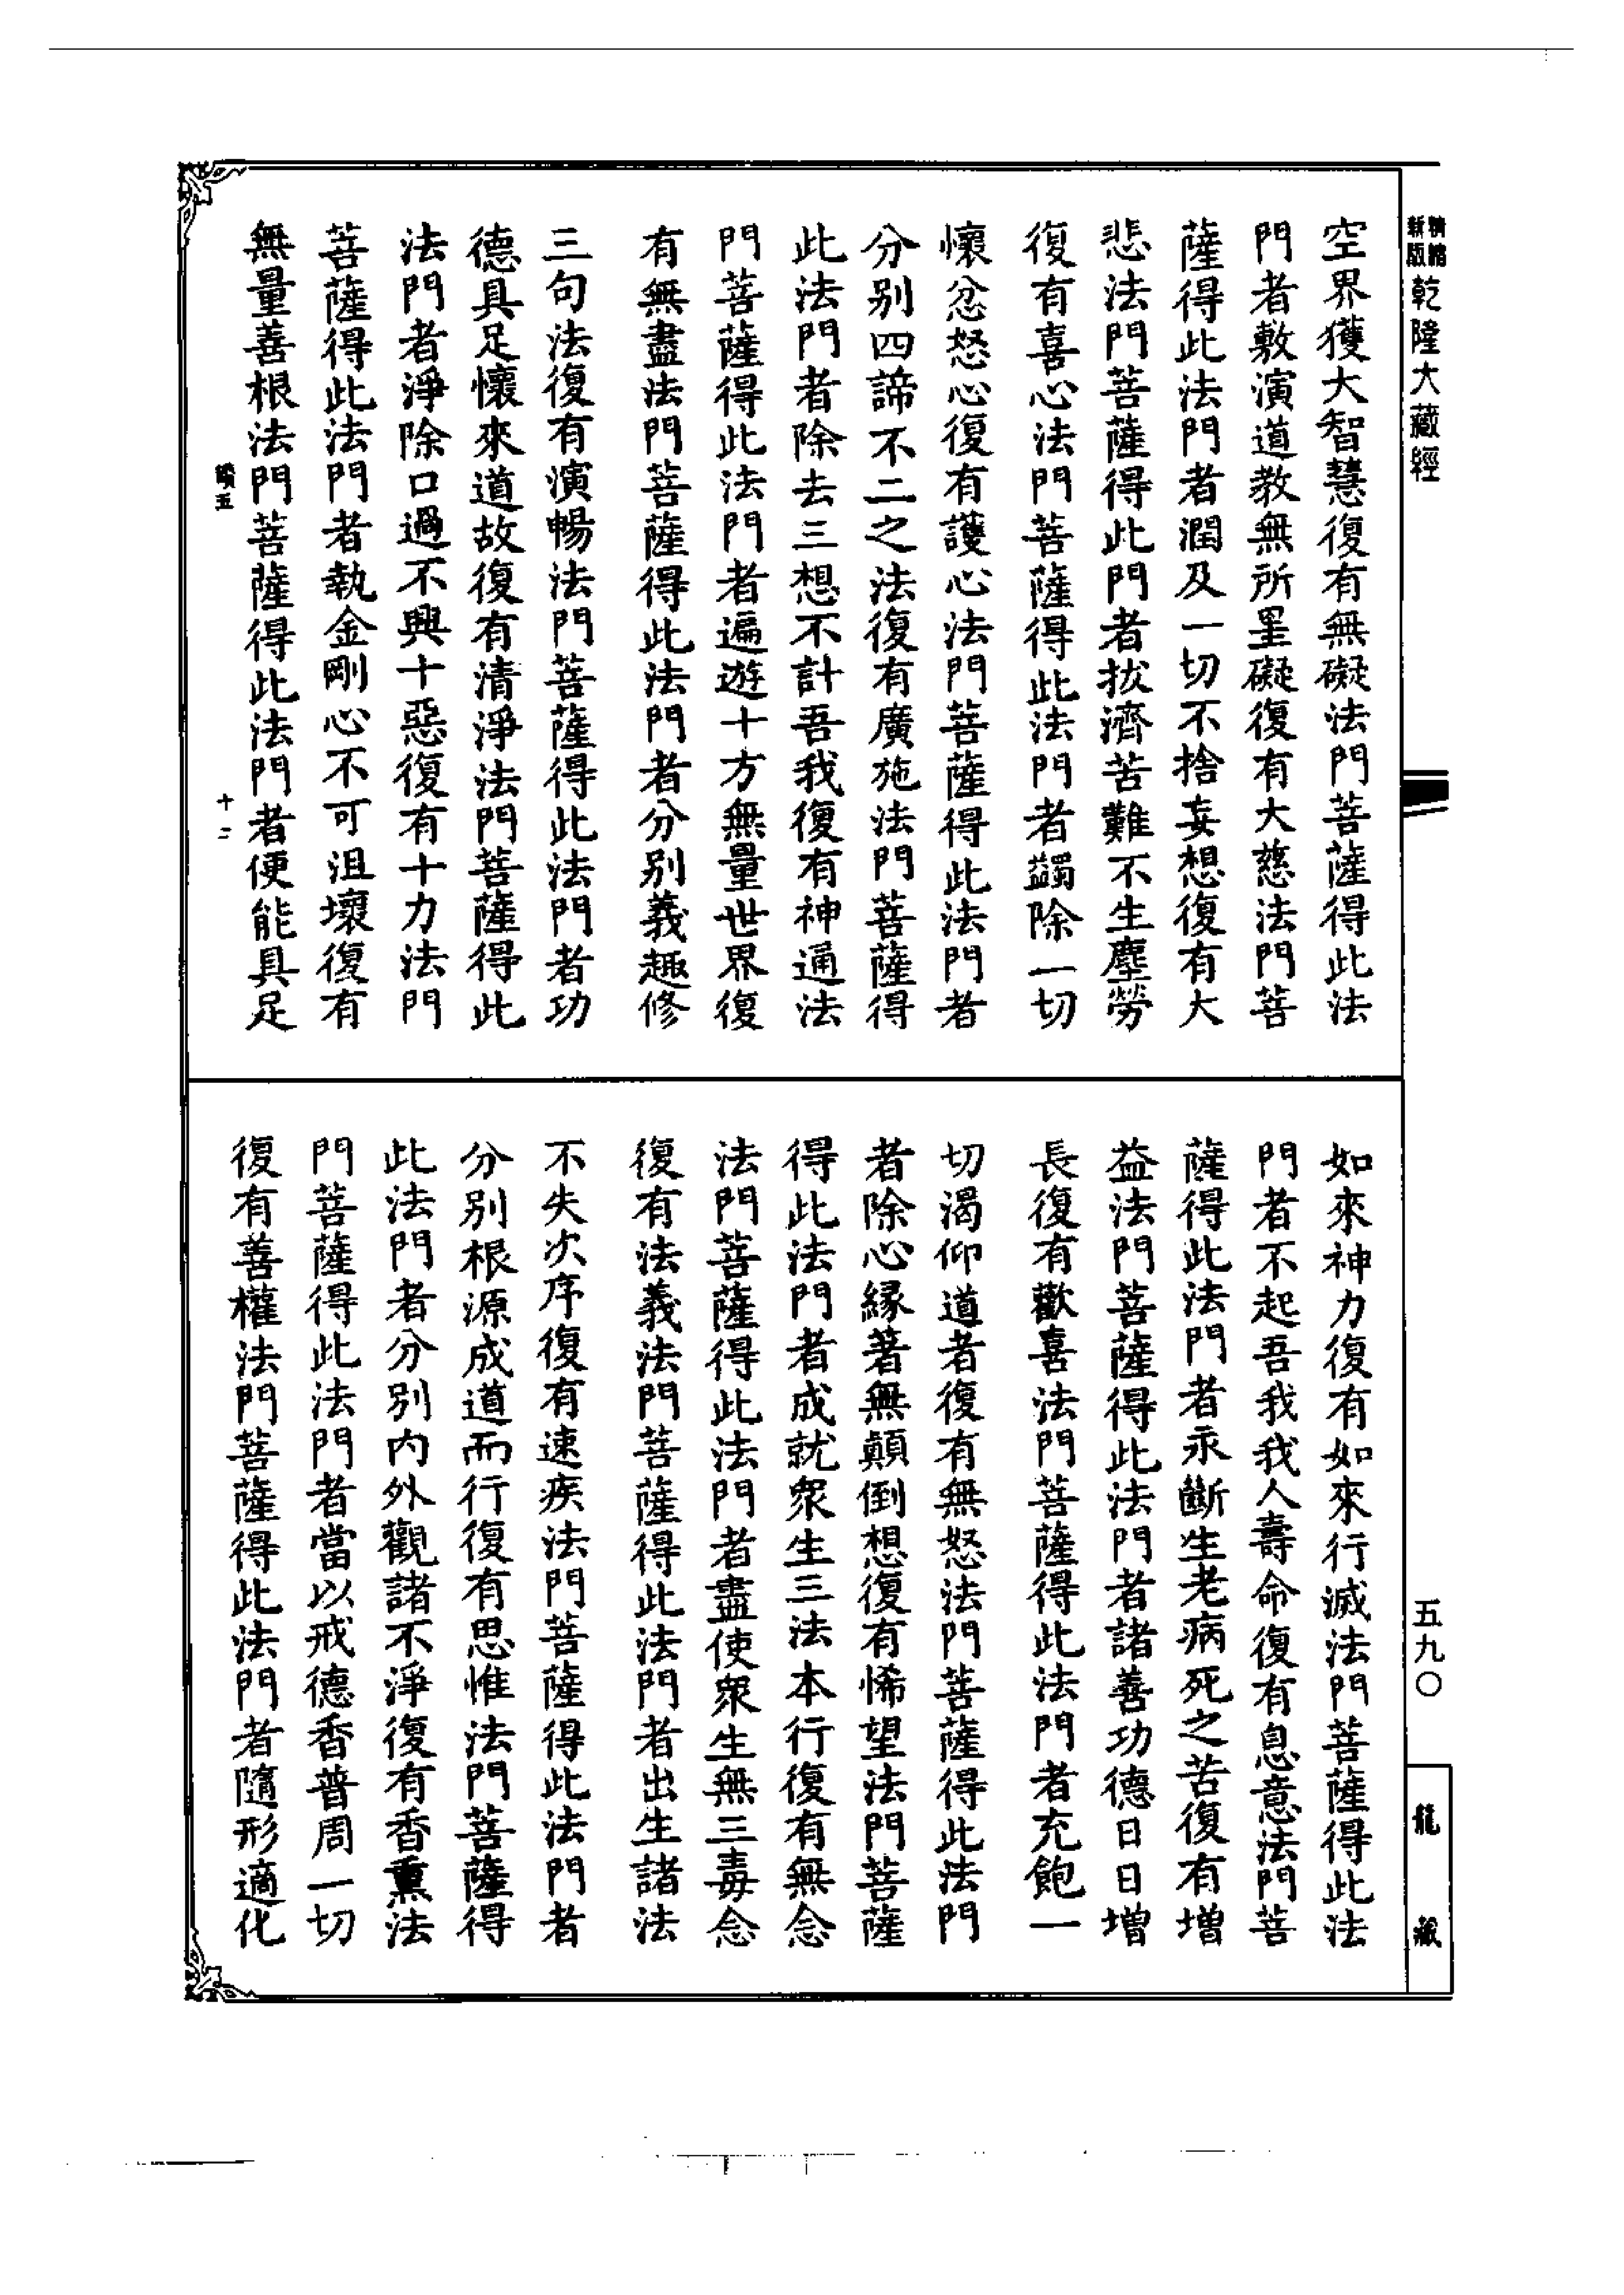 精縮
新版
乾隆大藏經
空界獲大智慧復有無礙法門菩薩得此法
門者敷演道教無所罣礙復有大慈法門菩
薩得此法門者潤及一切不捨妄想復有大
悲法門菩薩得此門者拔濟苦難不生塵勞
復有喜心法門菩薩得此法門者蠲除一切
懷忿怒心復有護心法門菩薩得此法門者
分別四諦不二之法復有廣施法門菩薩得
此法門者除去三想不計吾我復有神通法
門菩薩得此法門者遍遊十方無量世界復
有無盡法門菩薩得此法門者分別義趣修
三句法復有演暢法門菩薩得此法門者功
德具足懷來道故復有清淨法門菩薩得此
法門者淨除口過不興十惡復有十力法門
菩薩得此法門者執金剛心不可沮壞復有
無量善根法門菩薩得此法門者便能具足
十二
如來神力復有如來行滅法門菩薩得此法
門者不起吾我我人壽命復有息意法門菩
薩得此法門者永斷生老病死之苦復有增
益法門菩薩得此法門者諸善功德日日增
長復有歡喜法門菩薩得此法門者充飽一
切渴仰道者復有無怒法門菩薩得此法門
者除心緣著無顛倒想復有悕望法門菩薩
得此法門者成就眾生三法本行復有無念
法門菩薩得此法門者盡使眾生無三毒念
復有法義法門菩薩得此法門者出生諸法
不失次序復有速疾法門菩薩得此法門者
分別根源成道而行復有思惟法門菩薩得
此法門者分別內外觀諸不淨復有香熏法
門菩薩得此法門者當以戒德香普周一切
復有善權法門菩薩得此法門者隨形適化
五九〇
龍藏